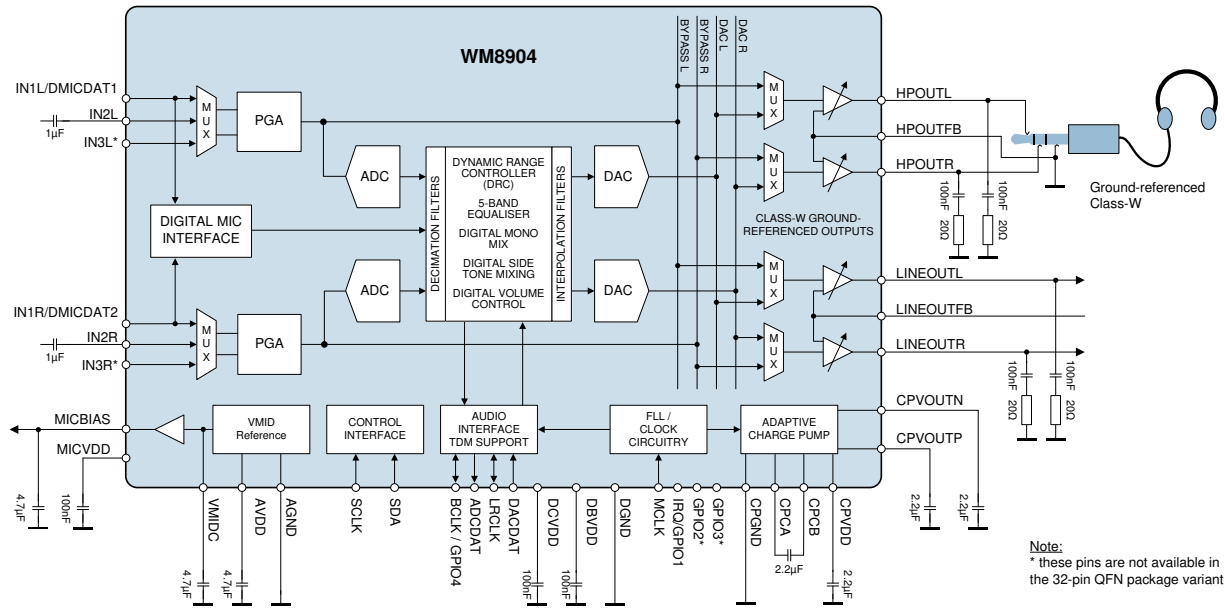 WM8904
BYPASS L
BYPASS R
DAC L
DAC R
IN1L/DMICDAT1
IN2L
1µF
IN3L*
M
U
X
PGA
ADC
DIGITAL MIC
INTERFACE
IN1R/DMICDAT2
IN2R
1µF
IN3R*
M
U
X
PGA
ADC
DECIMATION FILTERS
DYNAMIC RANGE
CONTROLLER
(DRC)
5-BAND
EQUALISER
DIGITAL MONO
MIX
DIGITAL SIDE
TONE MIXING
DIGITAL VOLUME
CONTROL
INTERPOLATION FILTERS
DAC
DAC
M
U
X
M
U
X
CLASS-W GROUND-
REFERENCED OUTPUTS
M
U
X
M
U
X
HPOUTL
HPOUTFB
HPOUTR
100nF
20Ω
100nF
20Ω
Ground-referenced
Class-W
LINEOUTL
LINEOUTFB
LINEOUTR
100nF
20Ω
100nF
20Ω
MICBIAS
MICVDD
4.7µF
100nF
VMID
Reference
CONTROL
INTERFACE
AUDIO
INTERFACE
TDM SUPPORT
FLL /
CLOCK
CIRCUITRY
ADAPTIVE
CHARGE PUMP
CPVOUTN
CPVOUTP
2.2µF
2.2µF
VMIDC
AVDD
AGND
SCLK
SDA
BCLK / GPIO4
ADCDAT
LRCLK
DACDAT
DCVDD
DBVDD
DGND
MCLK
IRQ/GPIO1
GPIO2*
GPIO3*
CPGND
CPCA
CPCB
CPVDD
4.7µF
4.7µF
100nF
100nF
2.2µF
2.2µF
Note:
* these pins are not available in
the 32-pin QFN package variant